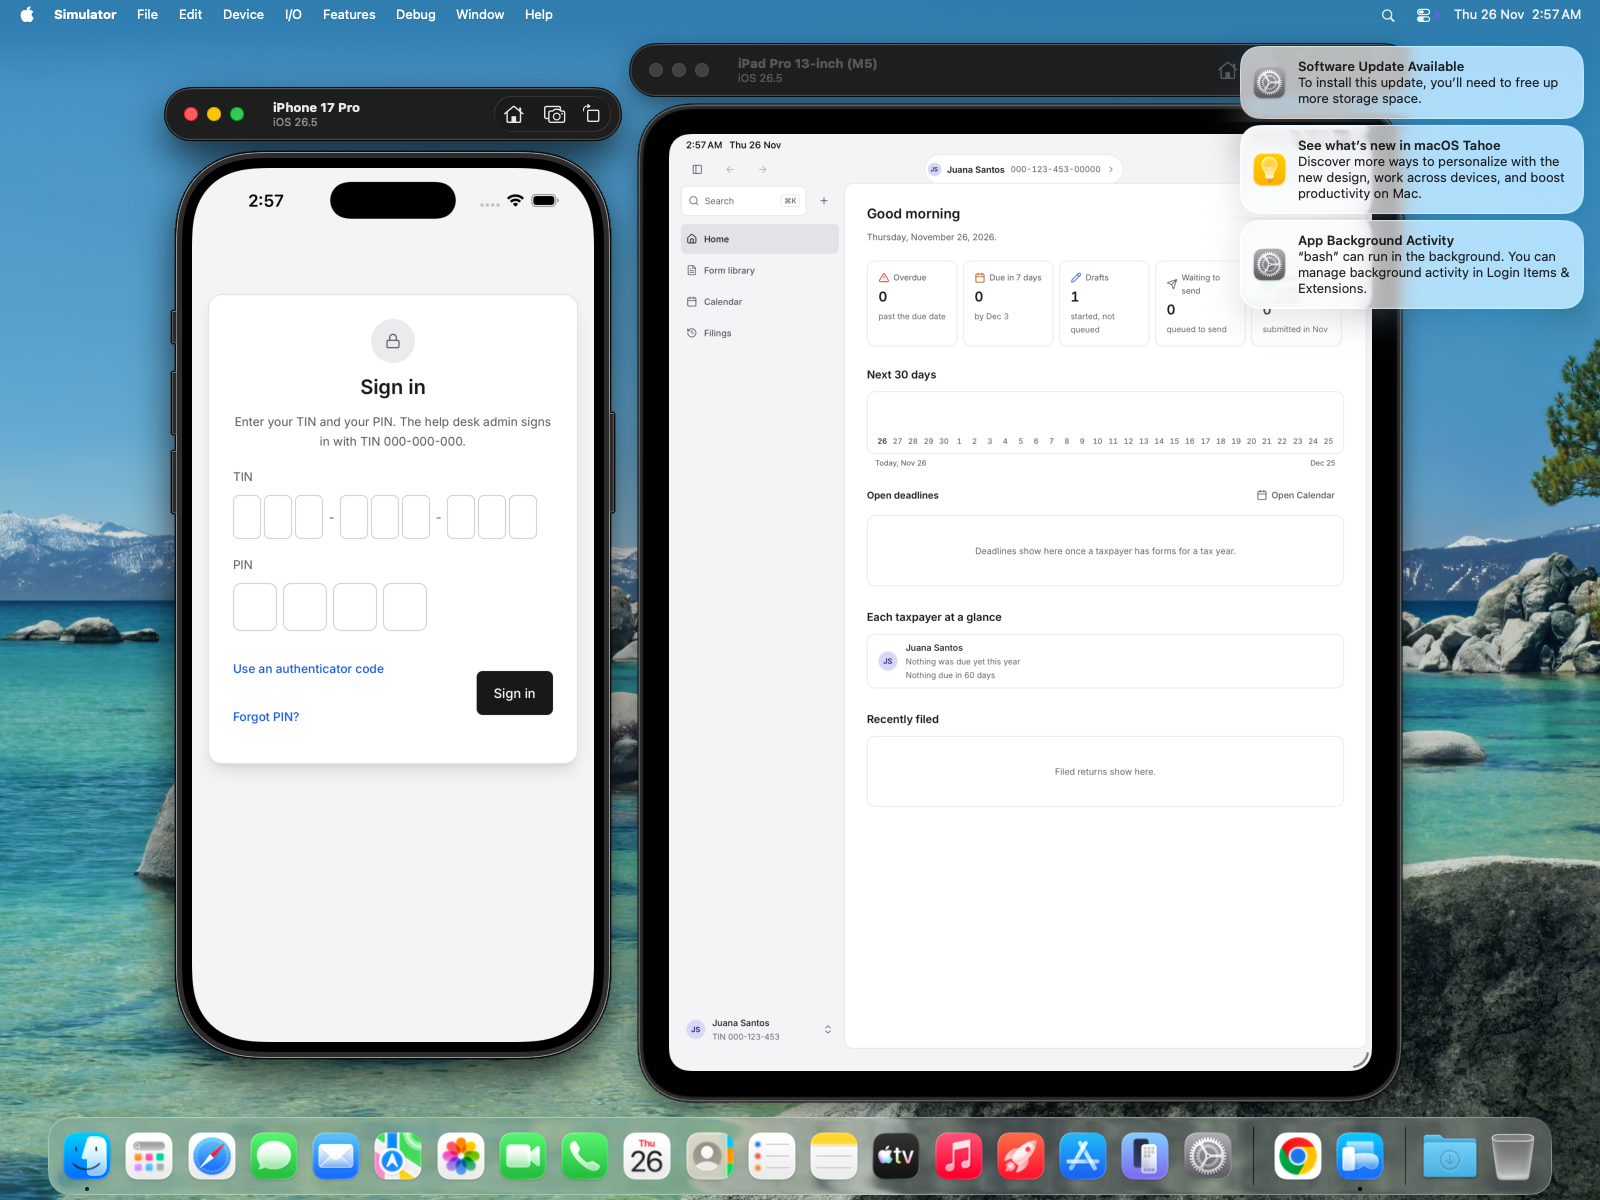 Simulator File Edit Device I/O Features Debug Window Help
Thu 26 Nov 2:57 AM
iPhone 17 Pro
iOS 26.5
2:57
Sign in
Enter your TIN and your PIN. The help desk admin signs
in with TIN 000-000-000.
TIN
- -
PIN
Use an authenticator code
Sign in
Forgot PIN?
iPad Pro 13-inch (M5)
iOS 26.5
2:57 AM Thu 26 Nov
JS Juana Santos 000-123-453-00000
Search ⌘K +
Home
Form library
Calendar
Filings
JS
Juana Santos
TIN 000-123-453
Good morning
Thursday, November 26, 2026.
Overdue
0
past the due date
Due in 7 days
0
by Dec 3
Drafts
1
started, not
queued
Waiting to
send
0
queued to send
0
submitted in Nov
Next 30 days
26 27 28 29 30 1 2 3 4 5 6 7 8 9 10 11 12 13 14 15 16 17 18 19 20 21 22 23 24 25
Today, Nov 26
Dec 25
Open deadlines
Open Calendar
Deadlines show here once a taxpayer has forms for a tax year.
Each taxpayer at a glance
JS
Juana Santos
Nothing was due yet this year
Nothing due in 60 days
Recently filed
Filed returns show here.
Software Update Available
To install this update, you’ll need to free up
more storage space.
See what’s new in macOS Tahoe
Discover more ways to personalize with the
new design, work across devices, and boost
productivity on Mac.
App Background Activity
“bash” can run in the background. You can
manage background activity in Login Items &
Extensions.
Thu
26
tv